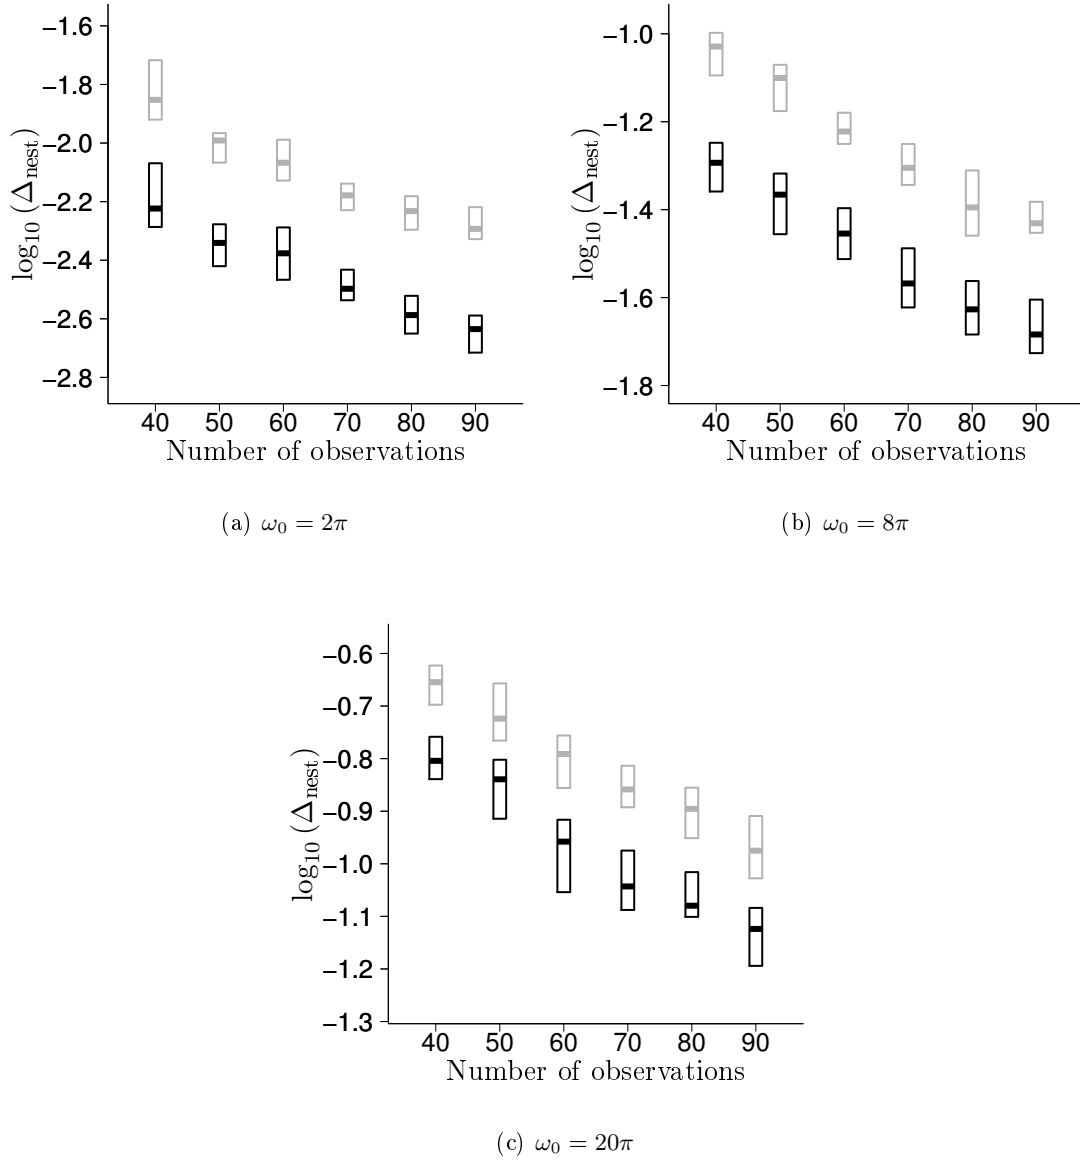 −1.6
−1.8
−2.0
−2.2
−2.4
−2.6
−2.8
log₁₀ (Δnest)
40 50 60 70 80 90
Number of observations
(a) ω₀ = 2π
−1.0
−1.2
−1.4
−1.6
−1.8
log₁₀ (Δnest)
40 50 60 70 80 90
Number of observations
(b) ω₀ = 8π
−0.6
−0.7
−0.8
−0.9
−1.0
−1.1
−1.2
−1.3
log₁₀ (Δnest)
40 50 60 70 80 90
Number of observations
(c) ω₀ = 20π